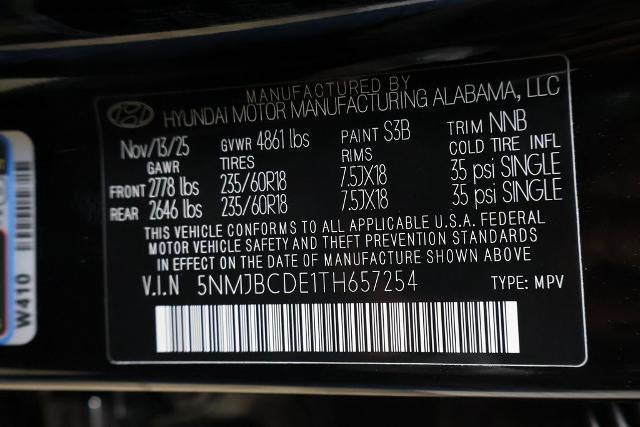 MANUFACTURED BY
HYUNDAI MOTOR MANUFACTURING ALABAMA, LLC
Nov/13/25 GVWR 4861 lbs PAINT S3B TRIM NNB
GAWR TIRES RIMS COLD TIRE INFL
FRONT 2778 lbs 235/60R18 7.5JX18 35 psi SINGLE
REAR 2646 lbs 235/60R18 7.5JX18 35 psi SINGLE
THIS VEHICLE CONFORMS TO ALL APPLICABLE U.S.A. FEDERAL
MOTOR VEHICLE SAFETY AND THEFT PREVENTION STANDARDS
IN EFFECT ON THE DATE OF MANUFACTURE SHOWN ABOVE
V.I.N 5NMJBCDE1TH657254 TYPE: MPV
W410